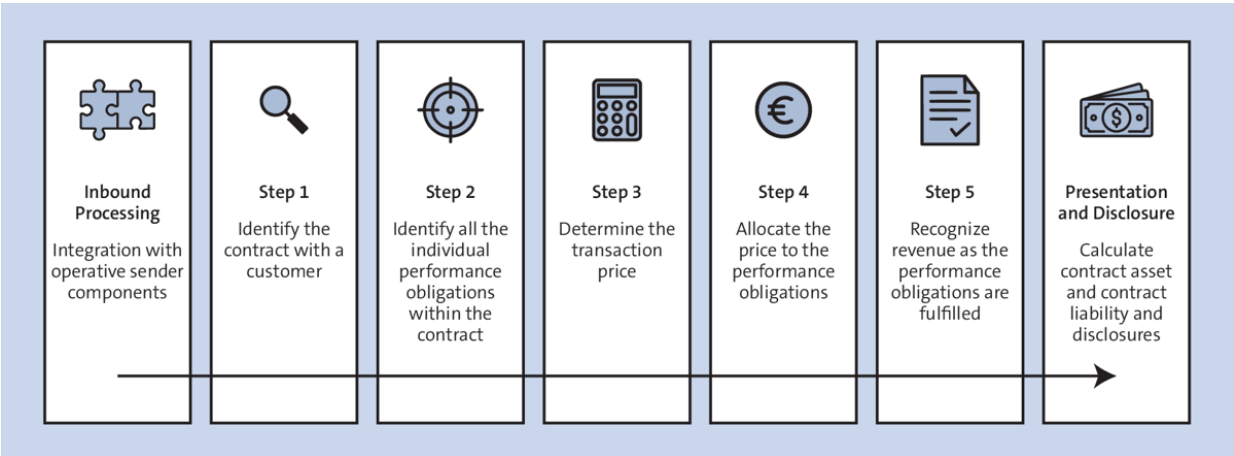 Inbound
Processing
Integration with
operative sender
components
Step 1
Identify the
contract with a
customer
Step 2
Identify all the
individual
performance
obligations
within the
contract
Step 3
Determine the
transaction
price
€
Step 4
Allocate the
price to the
performance
obligations
Step 5
Recognize
revenue as the
performance
obligations are
fulfilled
$
Presentation
and Disclosure
Calculate
contract asset
and contract
liability and
disclosures